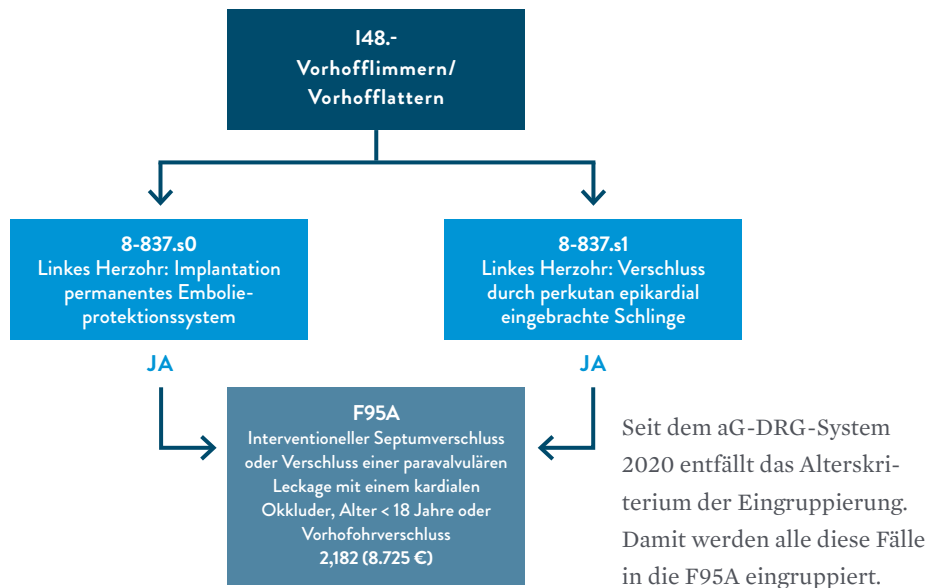 I48.-
Vorhofflimmern/
Vorhofflattern
8-837.s0
Linkes Herzohr: Implantation
permanentes Embolie-
protektionssystem
8-837.s1
Linkes Herzohr: Verschluss
durch perkutan epikardial
eingebrachte Schlinge
JA
JA
F95A
Interventioneller Septumverschluss
oder Verschluss einer paravalvulären
Leckage mit einem kardialen
Okkluder, Alter < 18 Jahre oder
Vorhofohrverschluss
2,182 (8.725 €)
Seit dem aG-DRG-System
2020 entfällt das Alterskri-
terium der Eingruppierung.
Damit werden alle diese Fälle
in die F95A eingruppiert.